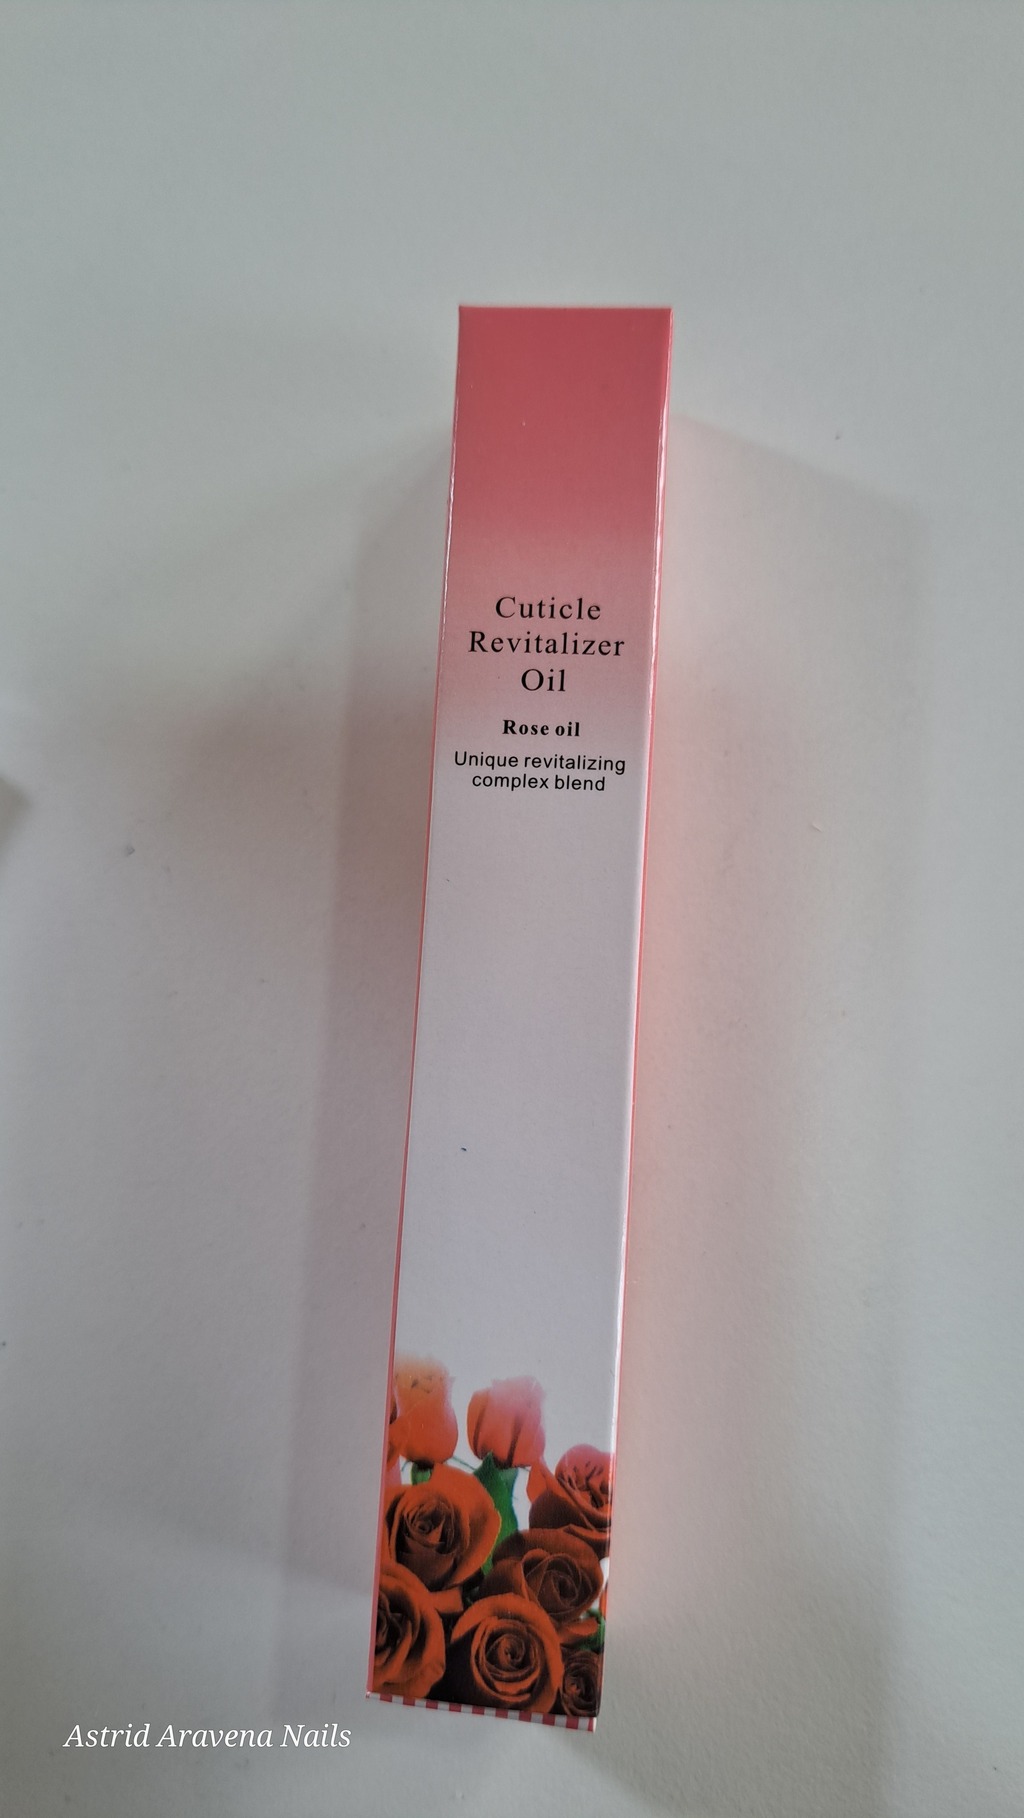 Cuticle
Revitalizer
Oil
Rose oil
Unique revitalizing
complex blend
Astrid Aravena Nails